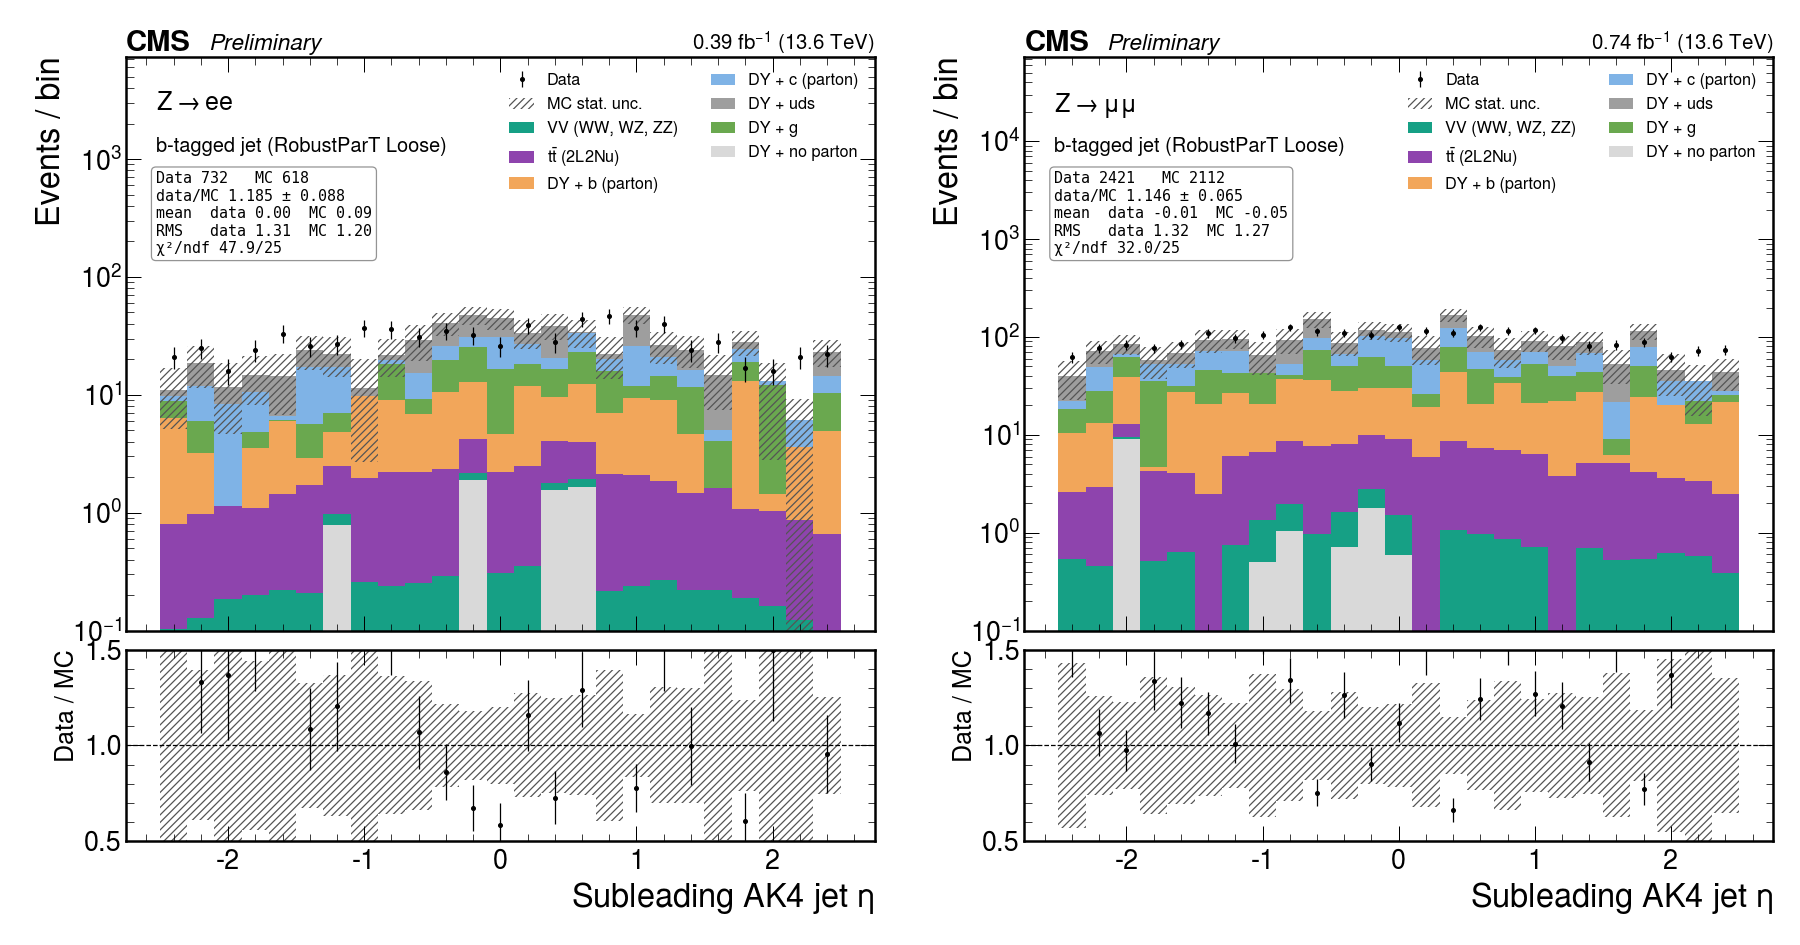 CMS Preliminary 0.39 fb⁻¹ (13.6 TeV)
Events / bin
Z → ee
b-tagged jet (RobustParT Loose)
Data 732   MC 618
data/MC 1.185 ± 0.088
mean  data 0.00  MC 0.09
RMS   data 1.31  MC 1.20
χ²/ndf 47.9/25
Data
MC stat. unc.
VV (WW, WZ, ZZ)
tt̄ (2L2Nu)
DY + b (parton)
DY + c (parton)
DY + uds
DY + g
DY + no parton
10³
10²
10¹
10⁰
10⁻¹
Data / MC
1.5
1.0
0.5
-2 -1 0 1 2
Subleading AK4 jet η
CMS Preliminary 0.74 fb⁻¹ (13.6 TeV)
Events / bin
Z → μμ
b-tagged jet (RobustParT Loose)
Data 2421   MC 2112
data/MC 1.146 ± 0.065
mean  data -0.01  MC -0.05
RMS   data 1.32  MC 1.27
χ²/ndf 32.0/25
Data
MC stat. unc.
VV (WW, WZ, ZZ)
tt̄ (2L2Nu)
DY + b (parton)
DY + c (parton)
DY + uds
DY + g
DY + no parton
10⁴
10³
10²
10¹
10⁰
10⁻¹
Data / MC
1.5
1.0
0.5
-2 -1 0 1 2
Subleading AK4 jet η